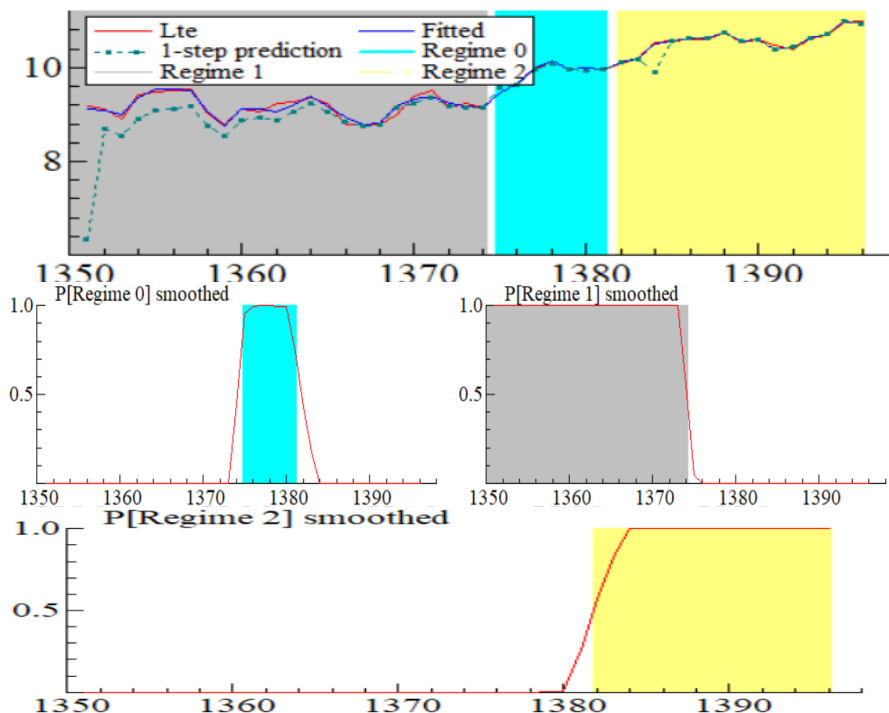 Lte Fitted
1-step prediction Regime 0
Regime 1 Regime 2
10
8
1350 1360 1370 1380 1390
P[Regime 0] smoothed P[Regime 1] smoothed
1.0 1.0
0.5 0.5
1350 1360 1370 1380 1390 1350 1360 1370 1380 1390
P[Regime 2] smoothed
1.0
0.5
1350 1360 1370 1380 1390